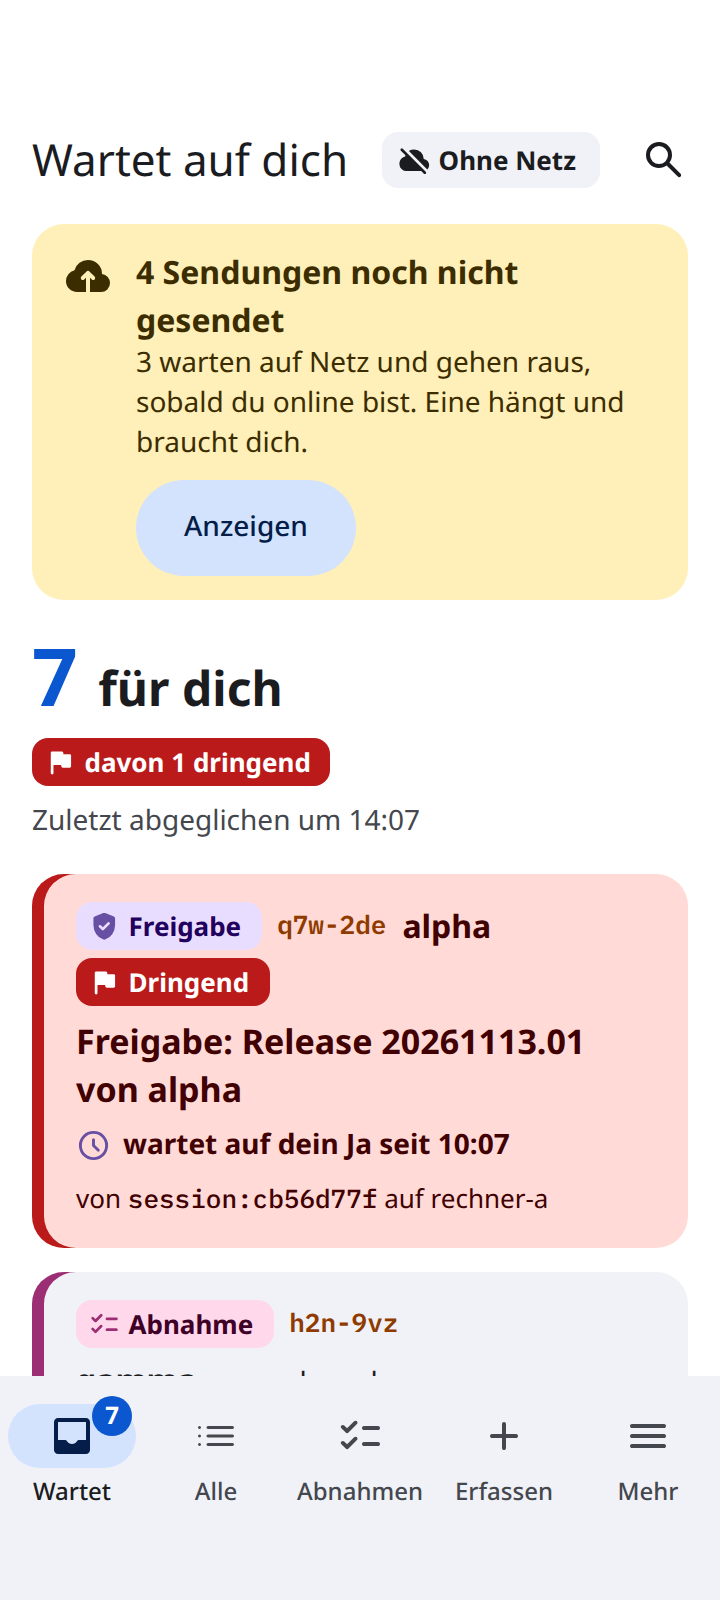 Wartet auf dich
Ohne Netz
4 Sendungen noch nicht
gesendet
3 warten auf Netz und gehen raus,
sobald du online bist. Eine hängt und
braucht dich.
Anzeigen
7 für dich
davon 1 dringend
Zuletzt abgeglichen um 14:07
Freigabe q7w-2de alpha
Dringend
Freigabe: Release 20261113.01
von alpha
wartet auf dein Ja seit 10:07
von session:cb56d77f auf rechner-a
Abnahme h2n-9vz
7
Wartet
Alle
Abnahmen
Erfassen
Mehr